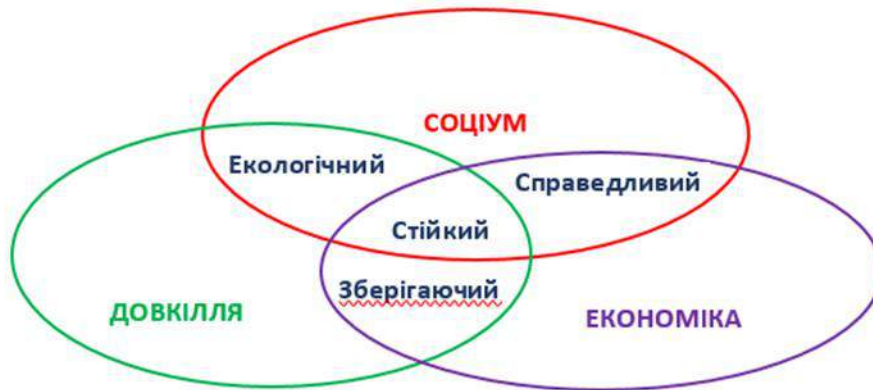 СОЦІУМ
Екологічний
Справедливий
Стійкий
Зберігаючий
ДОВКІЛЛЯ
ЕКОНОМІКА